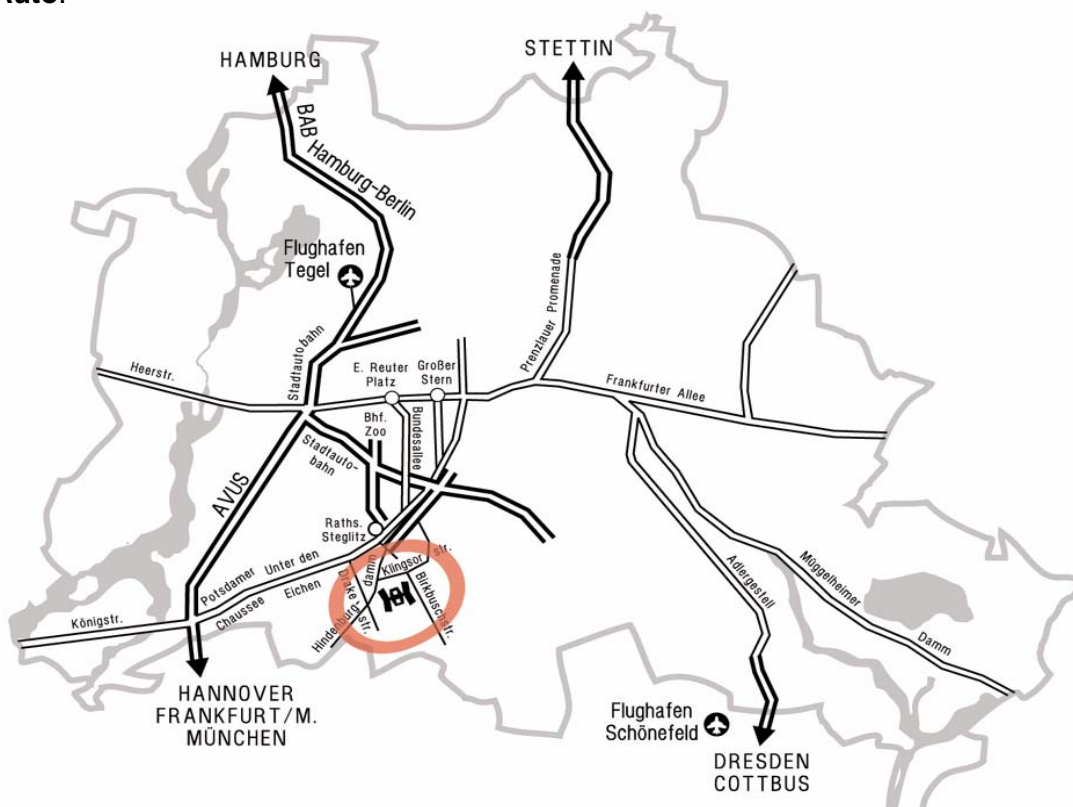 Auto:
HAMBURG
STETTIN
BAB Hamburg-Berlin
Flughafen
Tegel
Prenzlauer Promenade
Stadtautobahn
Heerstr.
E. Reuter
Platz
Großer
Stern
Frankfurter Allee
Bhf.
Zoo
Bundesallee
Stadtauto-
bahn
AVUS
Raths.
Steglitz
Potsdamer
Chaussee
Unter den
Eichen
Königstr.
Drake-
str.
Hindenburg-
damm
Klingsor
str.
Birkbuschstr.
Adlergestell
Müggelheimer
Damm
HANNOVER
FRANKFURT/M.
MÜNCHEN
Flughafen
Schönefeld
DRESDEN
COTTBUS